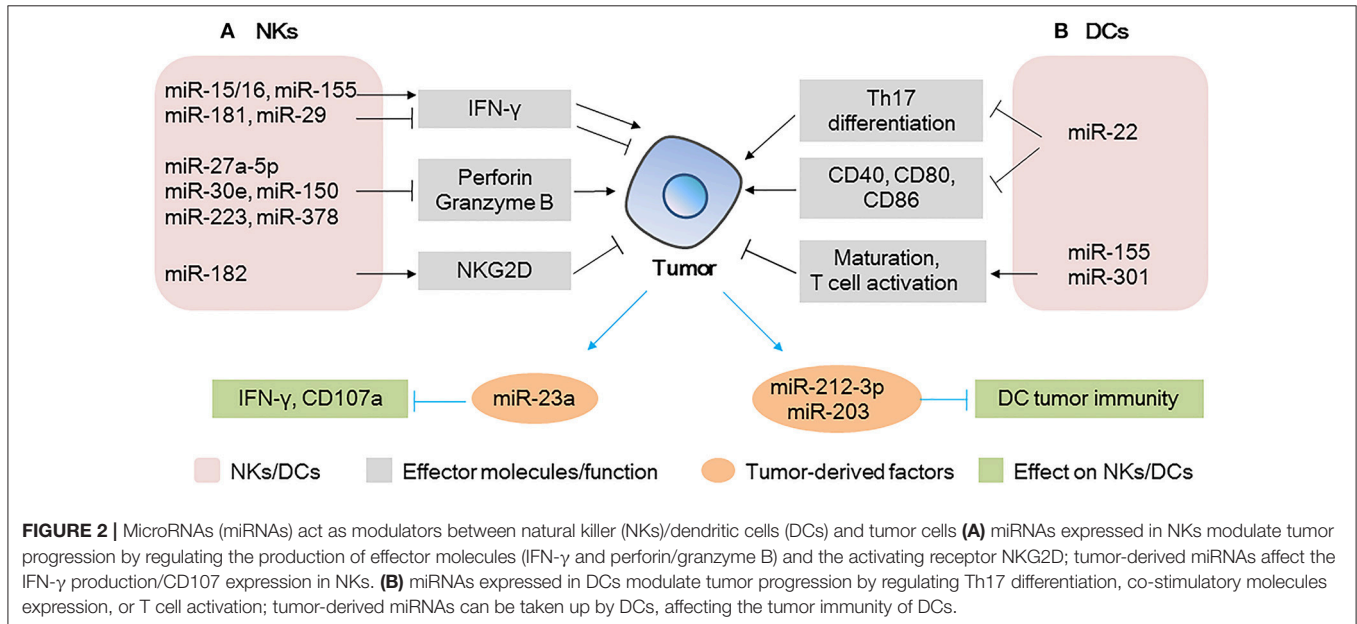 A NKs
B DCs
miR-15/16, miR-155
miR-181, miR-29
miR-27a-5p
miR-30e, miR-150
miR-223, miR-378
miR-182
IFN-γ
Perforin
Granzyme B
NKG2D
Tumor
Th17
differentiation
CD40, CD80,
CD86
Maturation,
T cell activation
miR-22
miR-155
miR-301
IFN-γ, CD107a
miR-23a
miR-212-3p
miR-203
DC tumor immunity
NKs/DCs
Effector molecules/function
Tumor-derived factors
Effect on NKs/DCs
FIGURE 2 | MicroRNAs (miRNAs) act as modulators between natural killer (NKs)/dendritic cells (DCs) and tumor cells (A) miRNAs expressed in NKs modulate tumor
progression by regulating the production of effector molecules (IFN-γ and perforin/granzyme B) and the activating receptor NKG2D; tumor-derived miRNAs affect the
IFN-γ production/CD107 expression in NKs. (B) miRNAs expressed in DCs modulate tumor progression by regulating Th17 differentiation, co-stimulatory molecules
expression, or T cell activation; tumor-derived miRNAs can be taken up by DCs, affecting the tumor immunity of DCs.